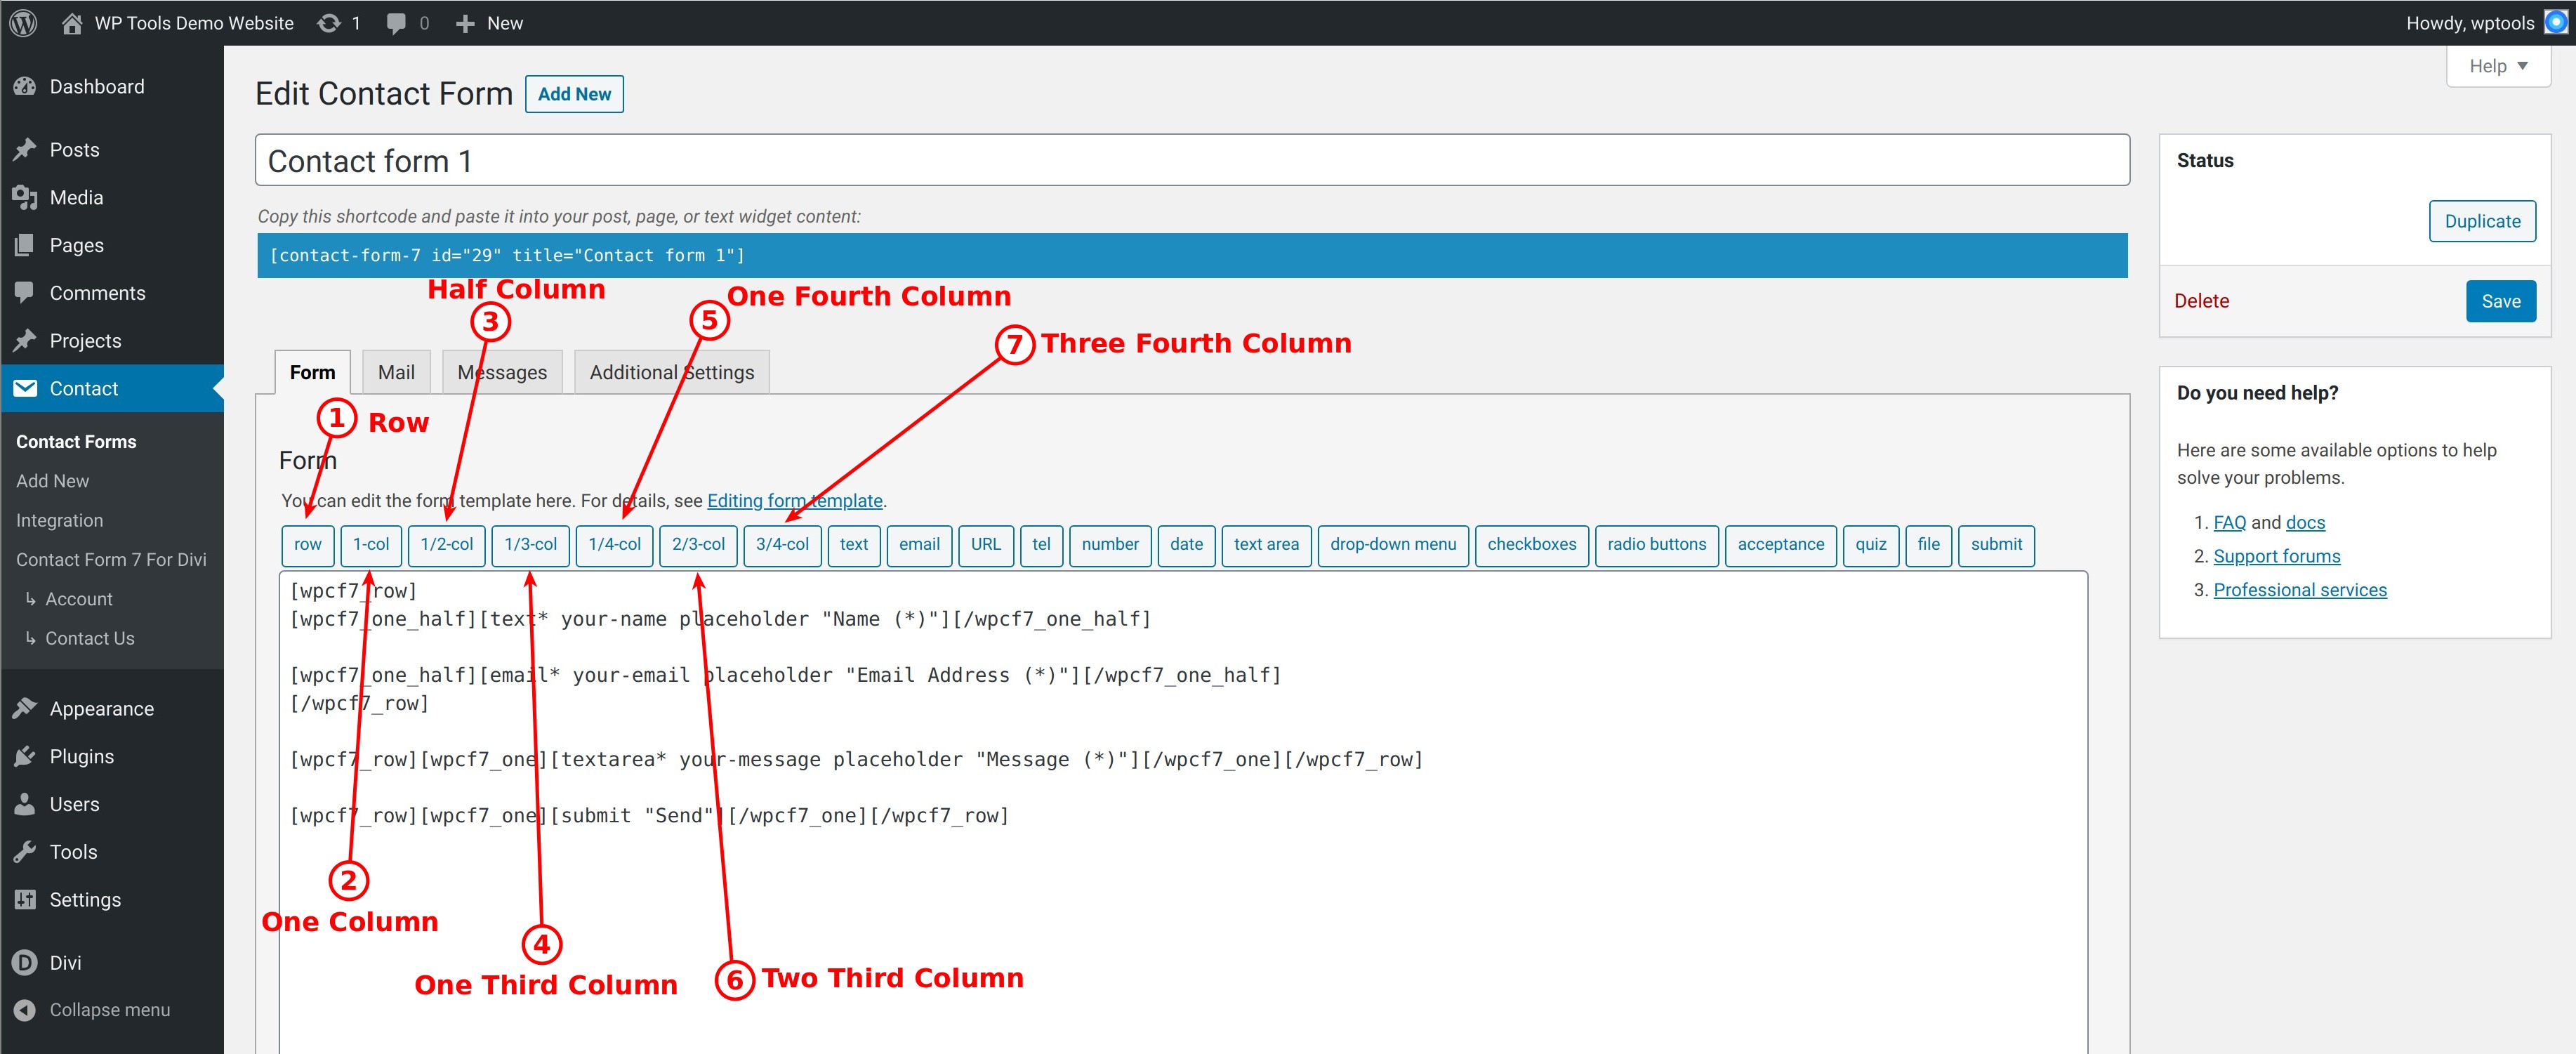 WP Tools Demo Website 1 0 New Howdy, wptools
Help
Dashboard
Posts
Media
Pages
Comments
Projects
Contact
Contact Forms
Add New
Integration
Contact Form 7 For Divi
↳ Account
↳ Contact Us
Appearance
Plugins
Users
Tools
Settings
Divi
Collapse menu
Edit Contact Form Add New
Contact form 1
Copy this shortcode and paste it into your post, page, or text widget content:
[contact-form-7 id="29" title="Contact form 1"]
Half Column
3
5 One Fourth Column
7 Three Fourth Column
Form Mail Messages Additional Settings
1 Row
Form
You can edit the form template here. For details, see Editing form template.
row 1-col 1/2-col 1/3-col 1/4-col 2/3-col 3/4-col text email URL tel number date text area drop-down menu checkboxes radio buttons acceptance quiz file submit
[wpcf7_row]
[wpcf7_one_half][text* your-name placeholder "Name (*)"][/wpcf7_one_half]
[wpcf7_one_half][email* your-email placeholder "Email Address (*)"][/wpcf7_one_half]
[/wpcf7_row]
[wpcf7_row][wpcf7_one][textarea* your-message placeholder "Message (*)"][/wpcf7_one][/wpcf7_row]
[wpcf7_row][wpcf7_one][submit "Send"][/wpcf7_one][/wpcf7_row]
2
One Column
4
One Third Column
6 Two Third Column
Status
Duplicate
Delete Save
Do you need help?
Here are some available options to help
solve your problems.
1. FAQ and docs
2. Support forums
3. Professional services